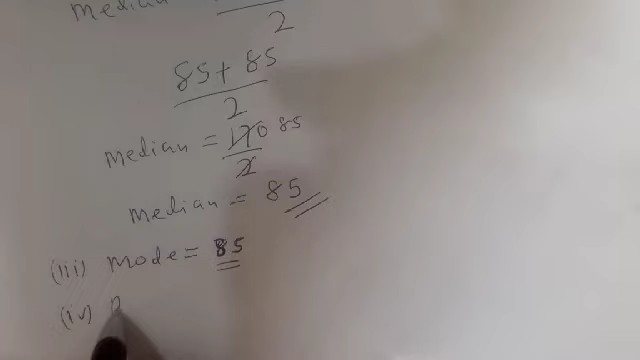 median
2
85 + 85
2
median = 170 85
2
median = 85
(iii) mode = 85
(iv)